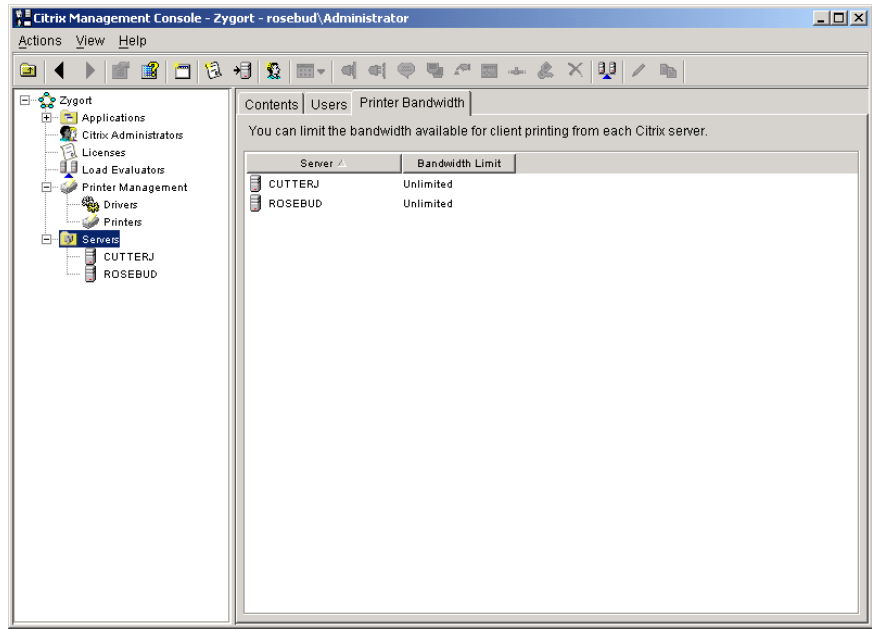 Citrix Management Console - Zygort - rosebud\Administrator
Actions View Help
Zygort
Applications
Citrix Administrators
Licenses
Load Evaluators
Printer Management
Drivers
Printers
Servers
CUTTERJ
ROSEBUD
Contents Users Printer Bandwidth
You can limit the bandwidth available for client printing from each Citrix server.
Server Bandwidth Limit
CUTTERJ Unlimited
ROSEBUD Unlimited